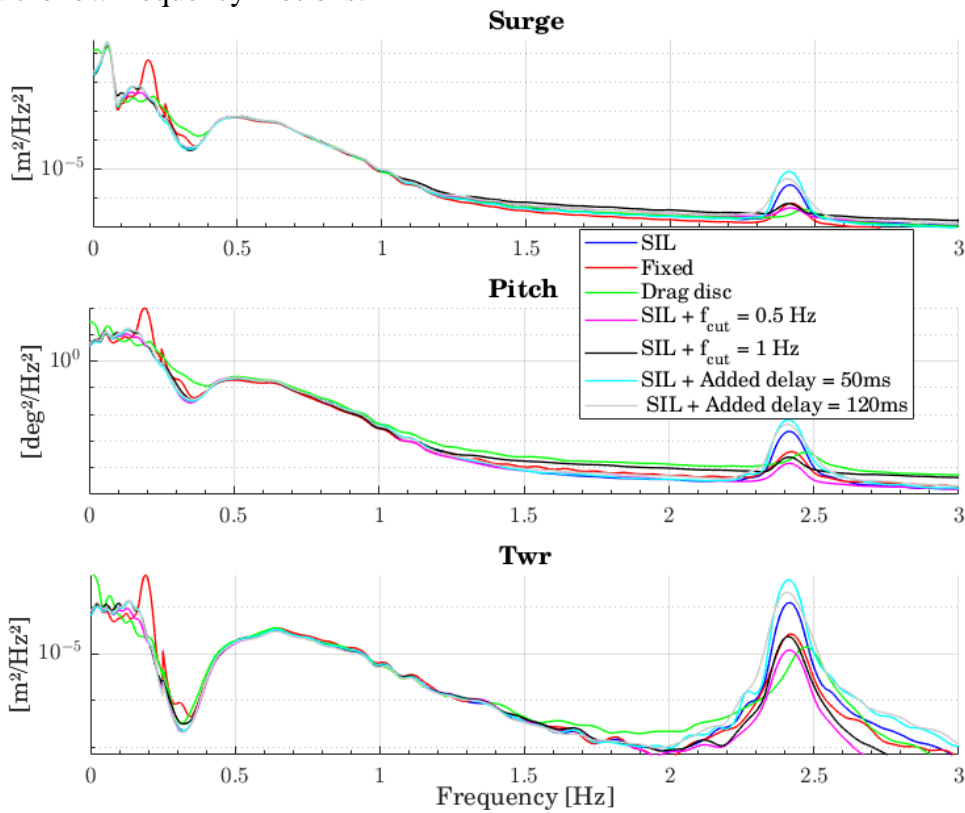 Surge
[m²/Hz²]
10⁻⁵
0 0.5 1 1.5 2 2.5 3
SIL
Fixed
Drag disc
SIL + f_cut = 0.5 Hz
SIL + f_cut = 1 Hz
SIL + Added delay = 50ms
SIL + Added delay = 120ms
Pitch
[deg²/Hz²]
10⁰
0 0.5 1 1.5 2 2.5 3
Twr
[m²/Hz²]
10⁻⁵
0 0.5 1 1.5 2 2.5 3
Frequency [Hz]